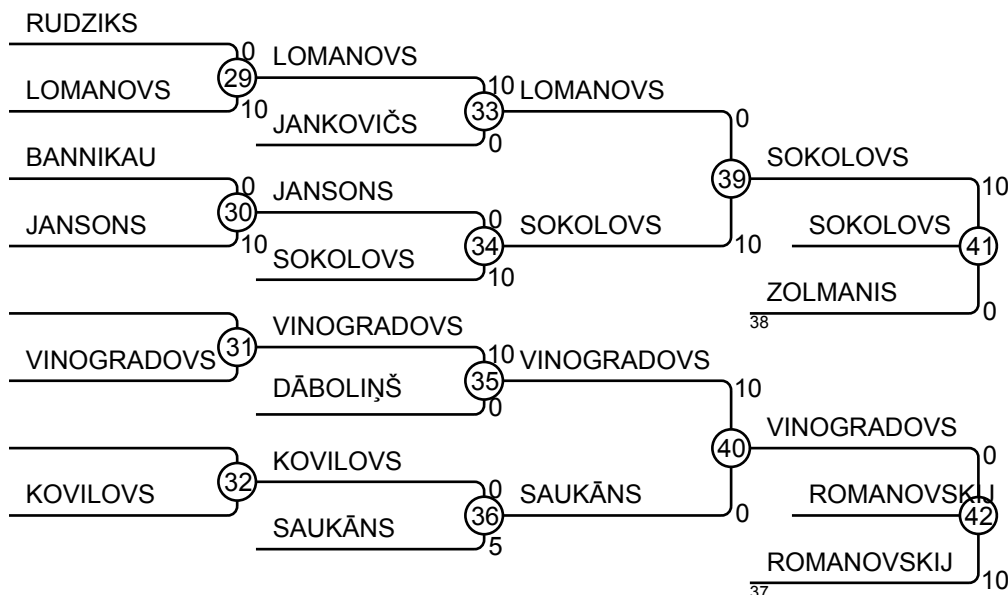 RUDZIKS
0
29
LOMANOVS
10
LOMANOVS
10
33
JANKOVIČS
0
LOMANOVS
0
BANNIKAU
0
30
JANSONS
10
JANSONS
0
34
SOKOLOVS
10
SOKOLOVS
10
39
SOKOLOVS
10
SOKOLOVS
41
ZOLMANIS
38
0
31
VINOGRADOVS
VINOGRADOVS
10
35
DĀBOLIŅŠ
0
VINOGRADOVS
10
32
KOVILOVS
KOVILOVS
0
36
SAUKĀNS
5
SAUKĀNS
0
40
VINOGRADOVS
0
ROMANOVSKIJ
42
ROMANOVSKIJ
37
10